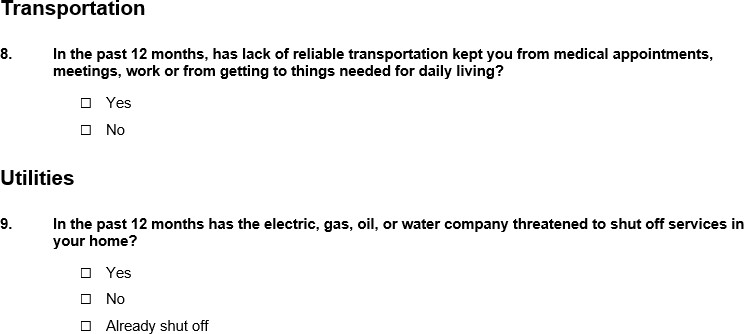 Transportation
8. In the past 12 months, has lack of reliable transportation kept you from medical appointments,
meetings, work or from getting to things needed for daily living?
☐ Yes
☐ No
Utilities
9. In the past 12 months has the electric, gas, oil, or water company threatened to shut off services in
your home?
☐ Yes
☐ No
☐ Already shut off